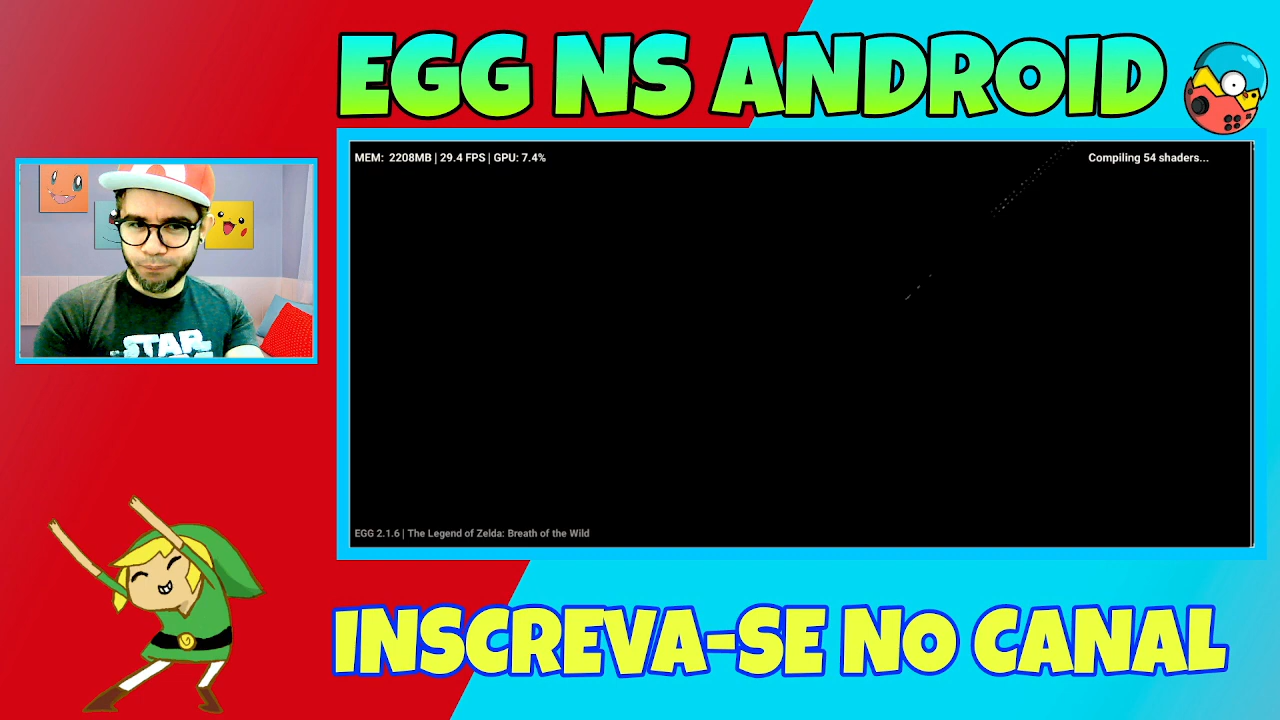 EGG NS ANDROID
MEM: 2208MB | 29.4 FPS | GPU: 7.4%
Compiling 54 shaders...
STAR
EGG 2.1.6 | The Legend of Zelda: Breath of the Wild
INSCREVA-SE NO CANAL